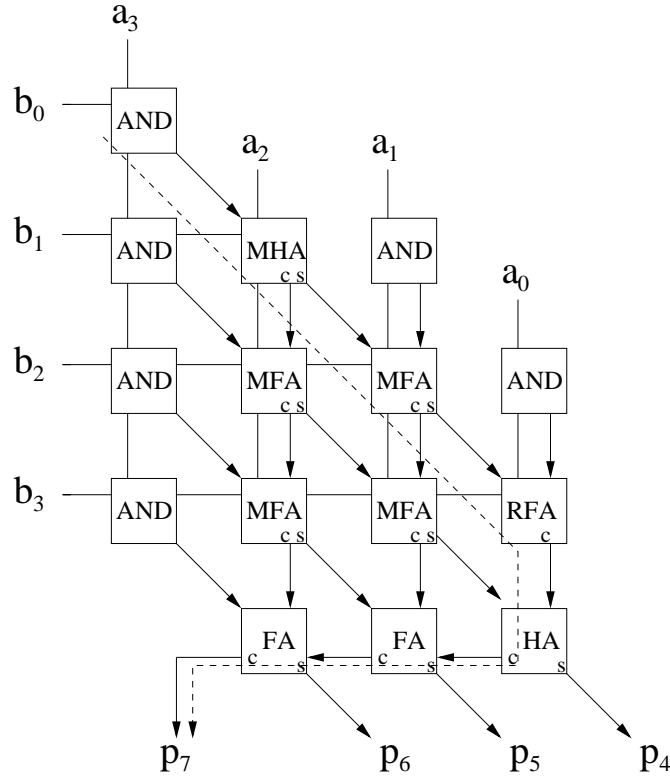 a₃
b₀ AND
a₂ a₁
b₁ AND MHA AND
c s
a₀
b₂ AND MFA MFA AND
c s c s
b₃ AND MFA MFA RFA
c s c s c
FA FA HA
c s c s c s
p₇ p₆ p₅ p₄